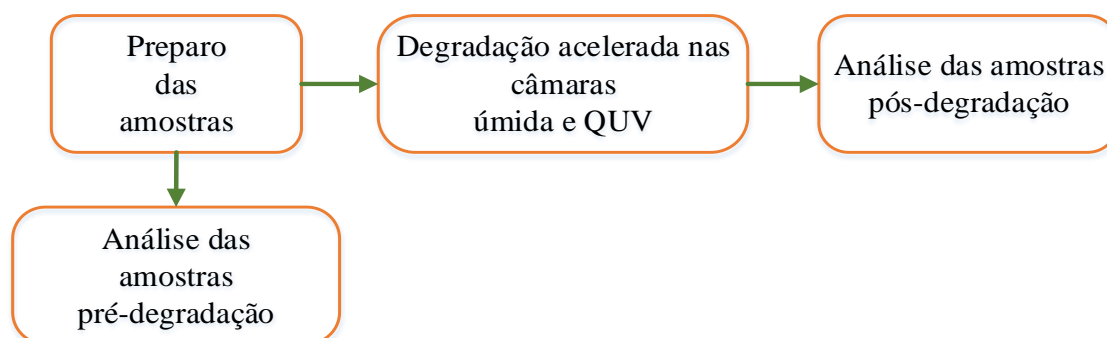 Preparo
das
amostras
Degradação acelerada nas
câmaras
úmida e QUV
Análise das amostras
pós-degradação
Análise das
amostras
pré-degradação